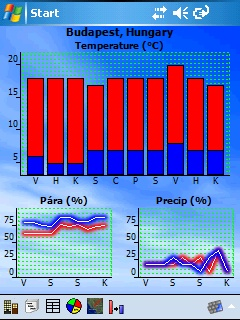 Start
Budapest, Hungary
Temperature (°C)
20
15
10
5
V H K S C P S V H K
Pára (%)
Precip (%)
75
50
25
0
V S S K
75
50
25
0
V S S K